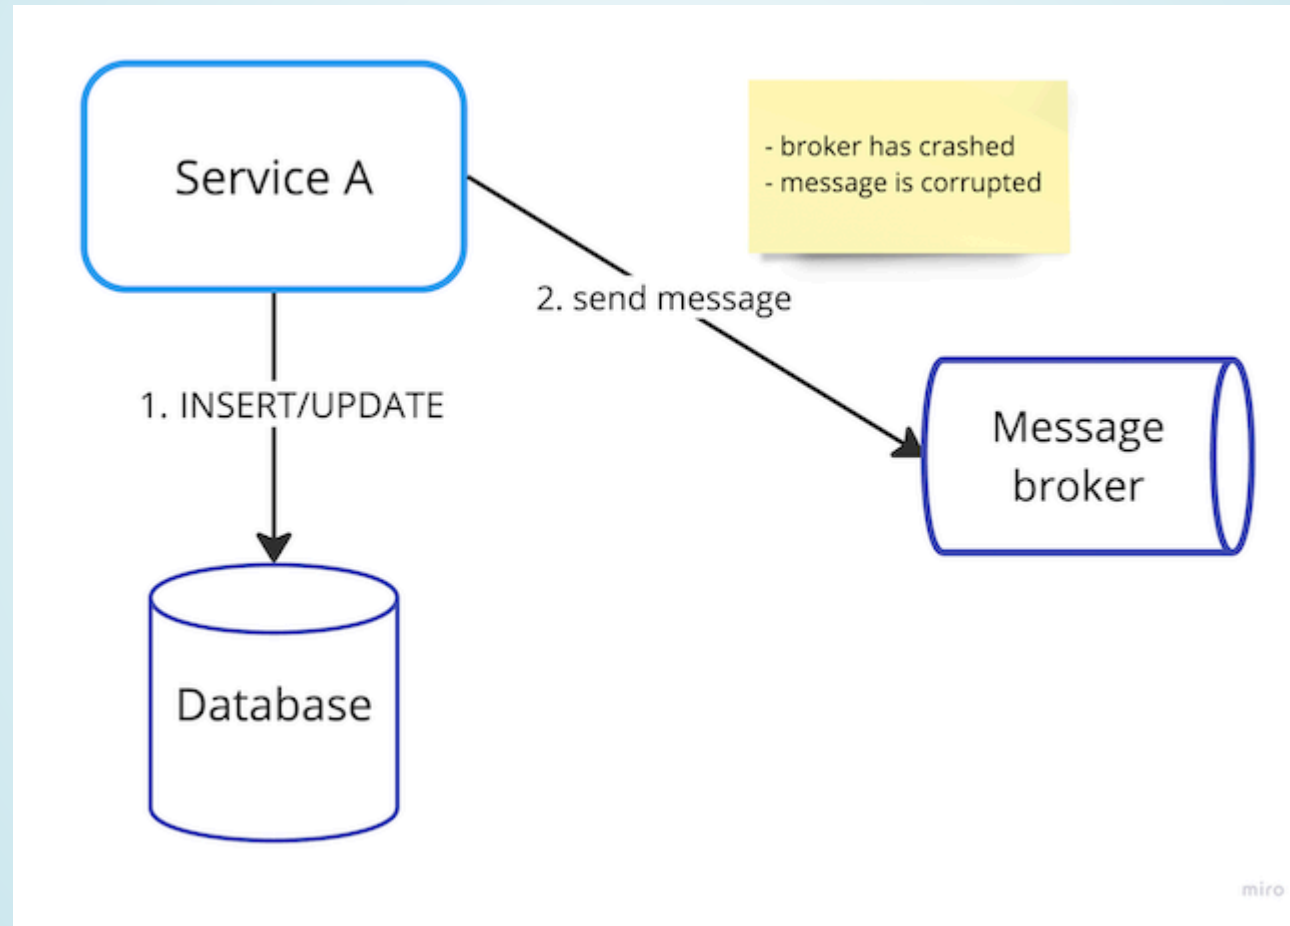 Service A
- broker has crashed
- message is corrupted
2. send message
1. INSERT/UPDATE
Message
broker
Database
miro